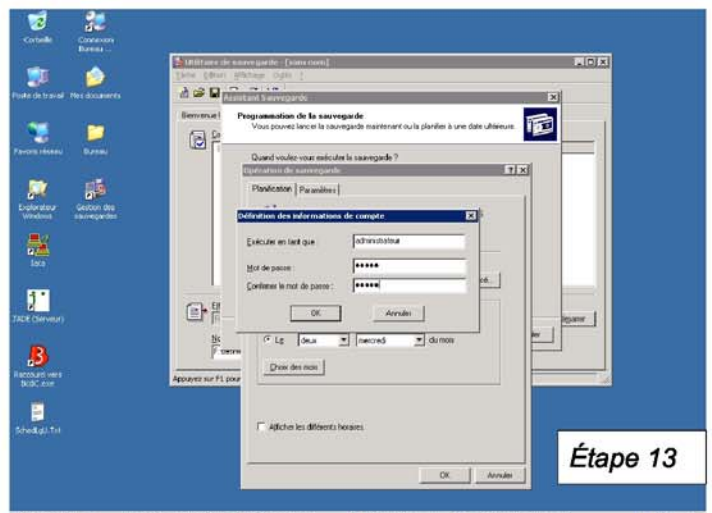 Corbeille
Connexion
Bureau ...
Poste de travail
Mes documents
Favoris réseau
Bureau
Explorateur
Windows
Gestion des
sauvegardes
JADE (Serveur)
Raccourci vers
SchedLgU.Txt
Utilitaire de sauvegarde - [sans nom]
Tâche Edition Affichage Outils ?
Assistant Sauvegarde
Bienvenue !
Programmation de la sauvegarde
Vous pouvez lancer la sauvegarde maintenant ou la planifier à une date ultérieure.
Quand voulez-vous exécuter la sauvegarde ?
Opération de sauvegarde
Planification
Paramètres
Définition des informations de compte
Exécuter en tant que
administrateur
Mot de passe :
●●●●●
Confirmer le mot de passe :
●●●●●
OK
Annuler
Le
deux
mercredi
du mois
Choix des mois
Appuyez sur F1 pour
Afficher les différents horaires.
OK
Annuler
Étape 13